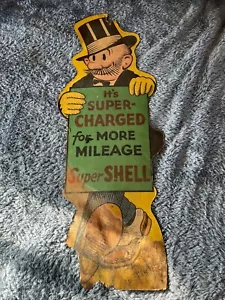 It's
SUPER-
CHARGED
for MORE
MILEAGE
Super SHELL